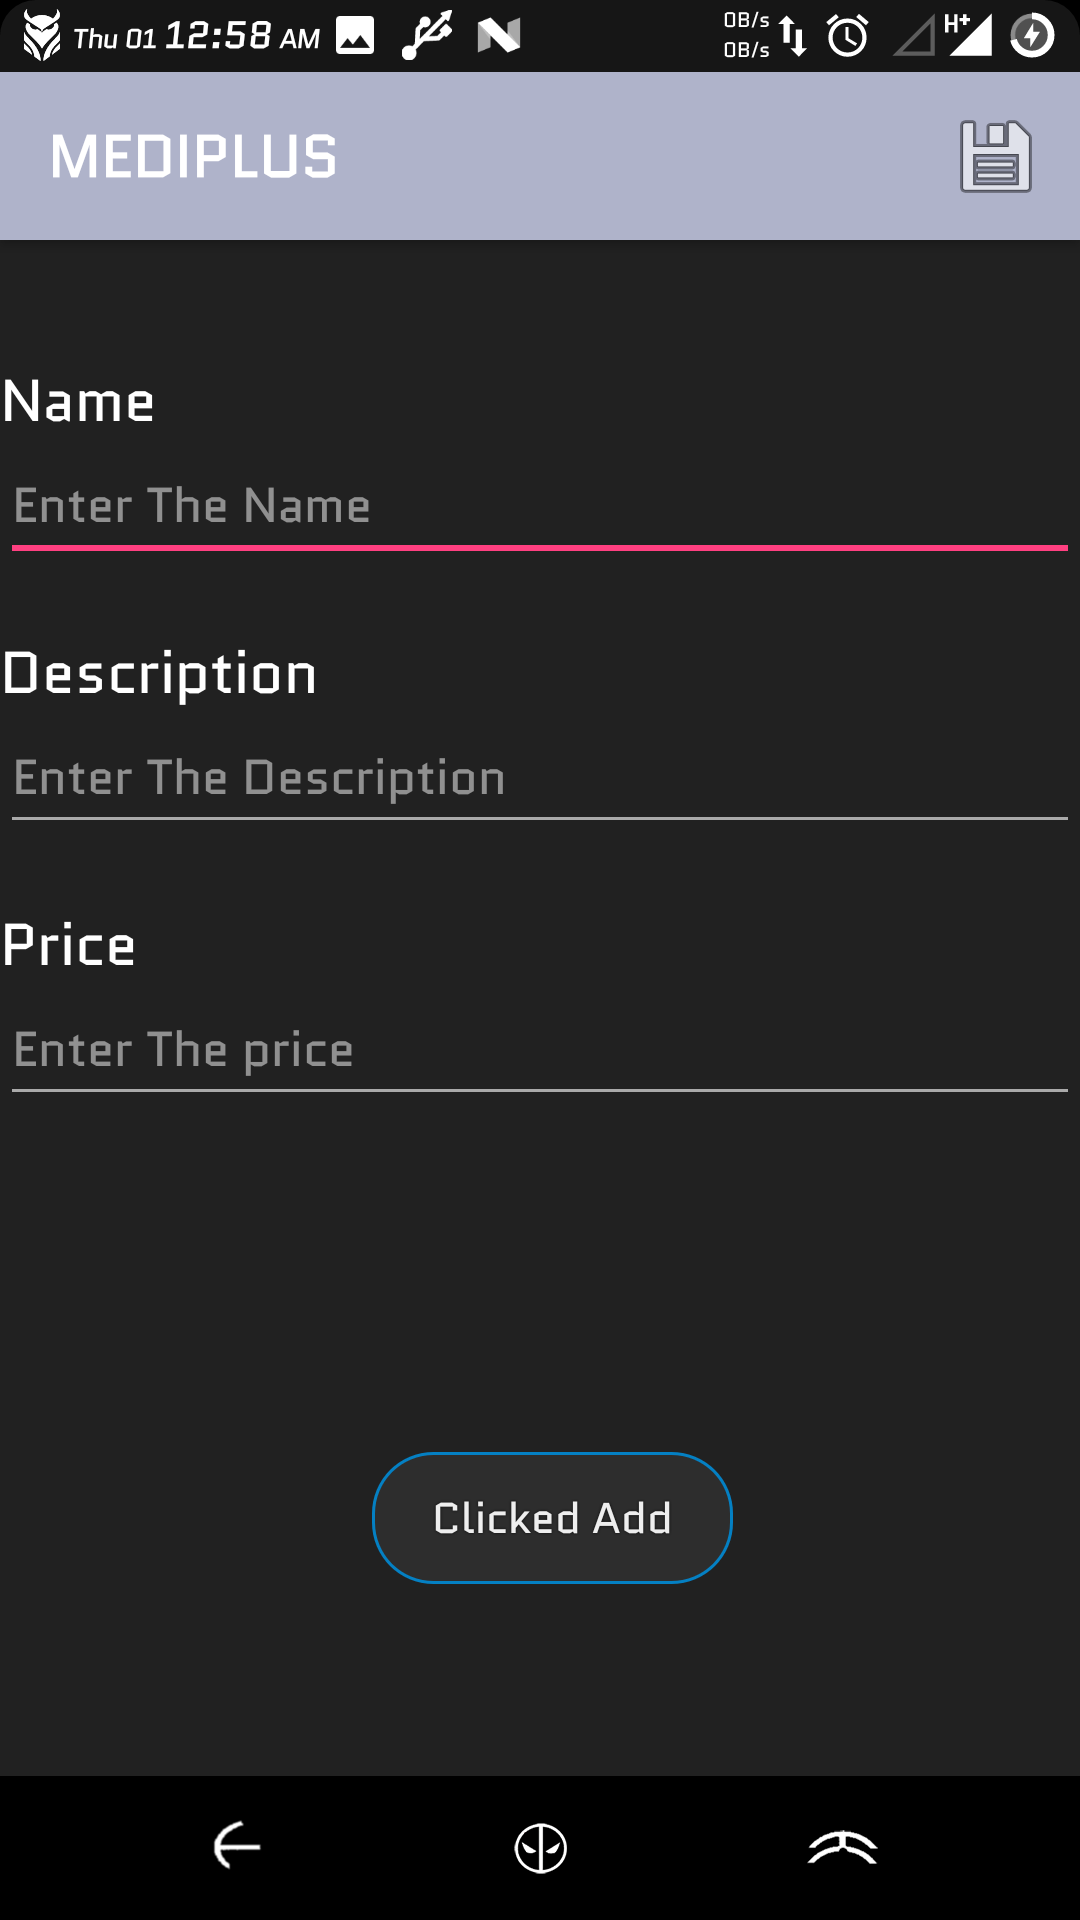 Thu 01 12:58 AM
0B/s
0B/s
H+
MEDIPLUS
Name
Enter The Name
Description
Enter The Description
Price
Enter The price
Clicked Add